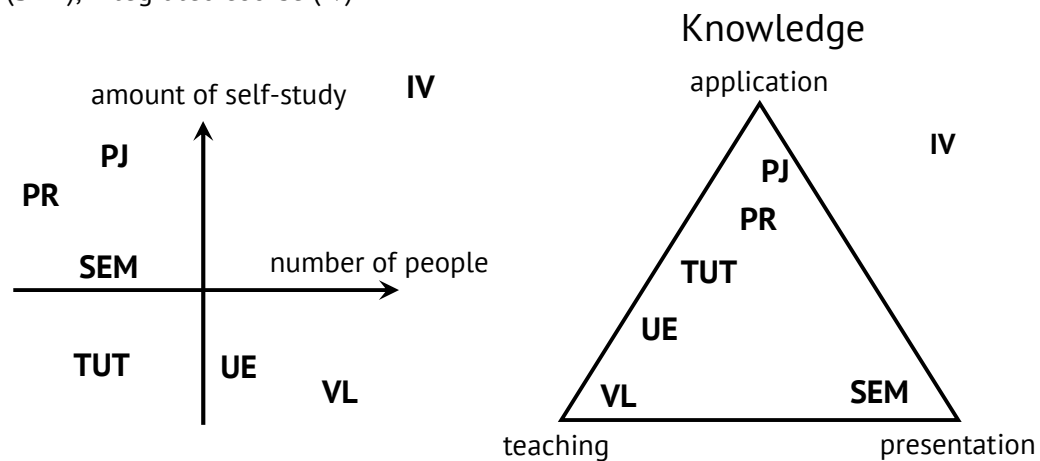 Knowledge
amount of self-study
IV
PJ
PR
SEM
number of people
TUT
UE
VL
application
IV
PJ
PR
TUT
UE
VL
SEM
teaching
presentation